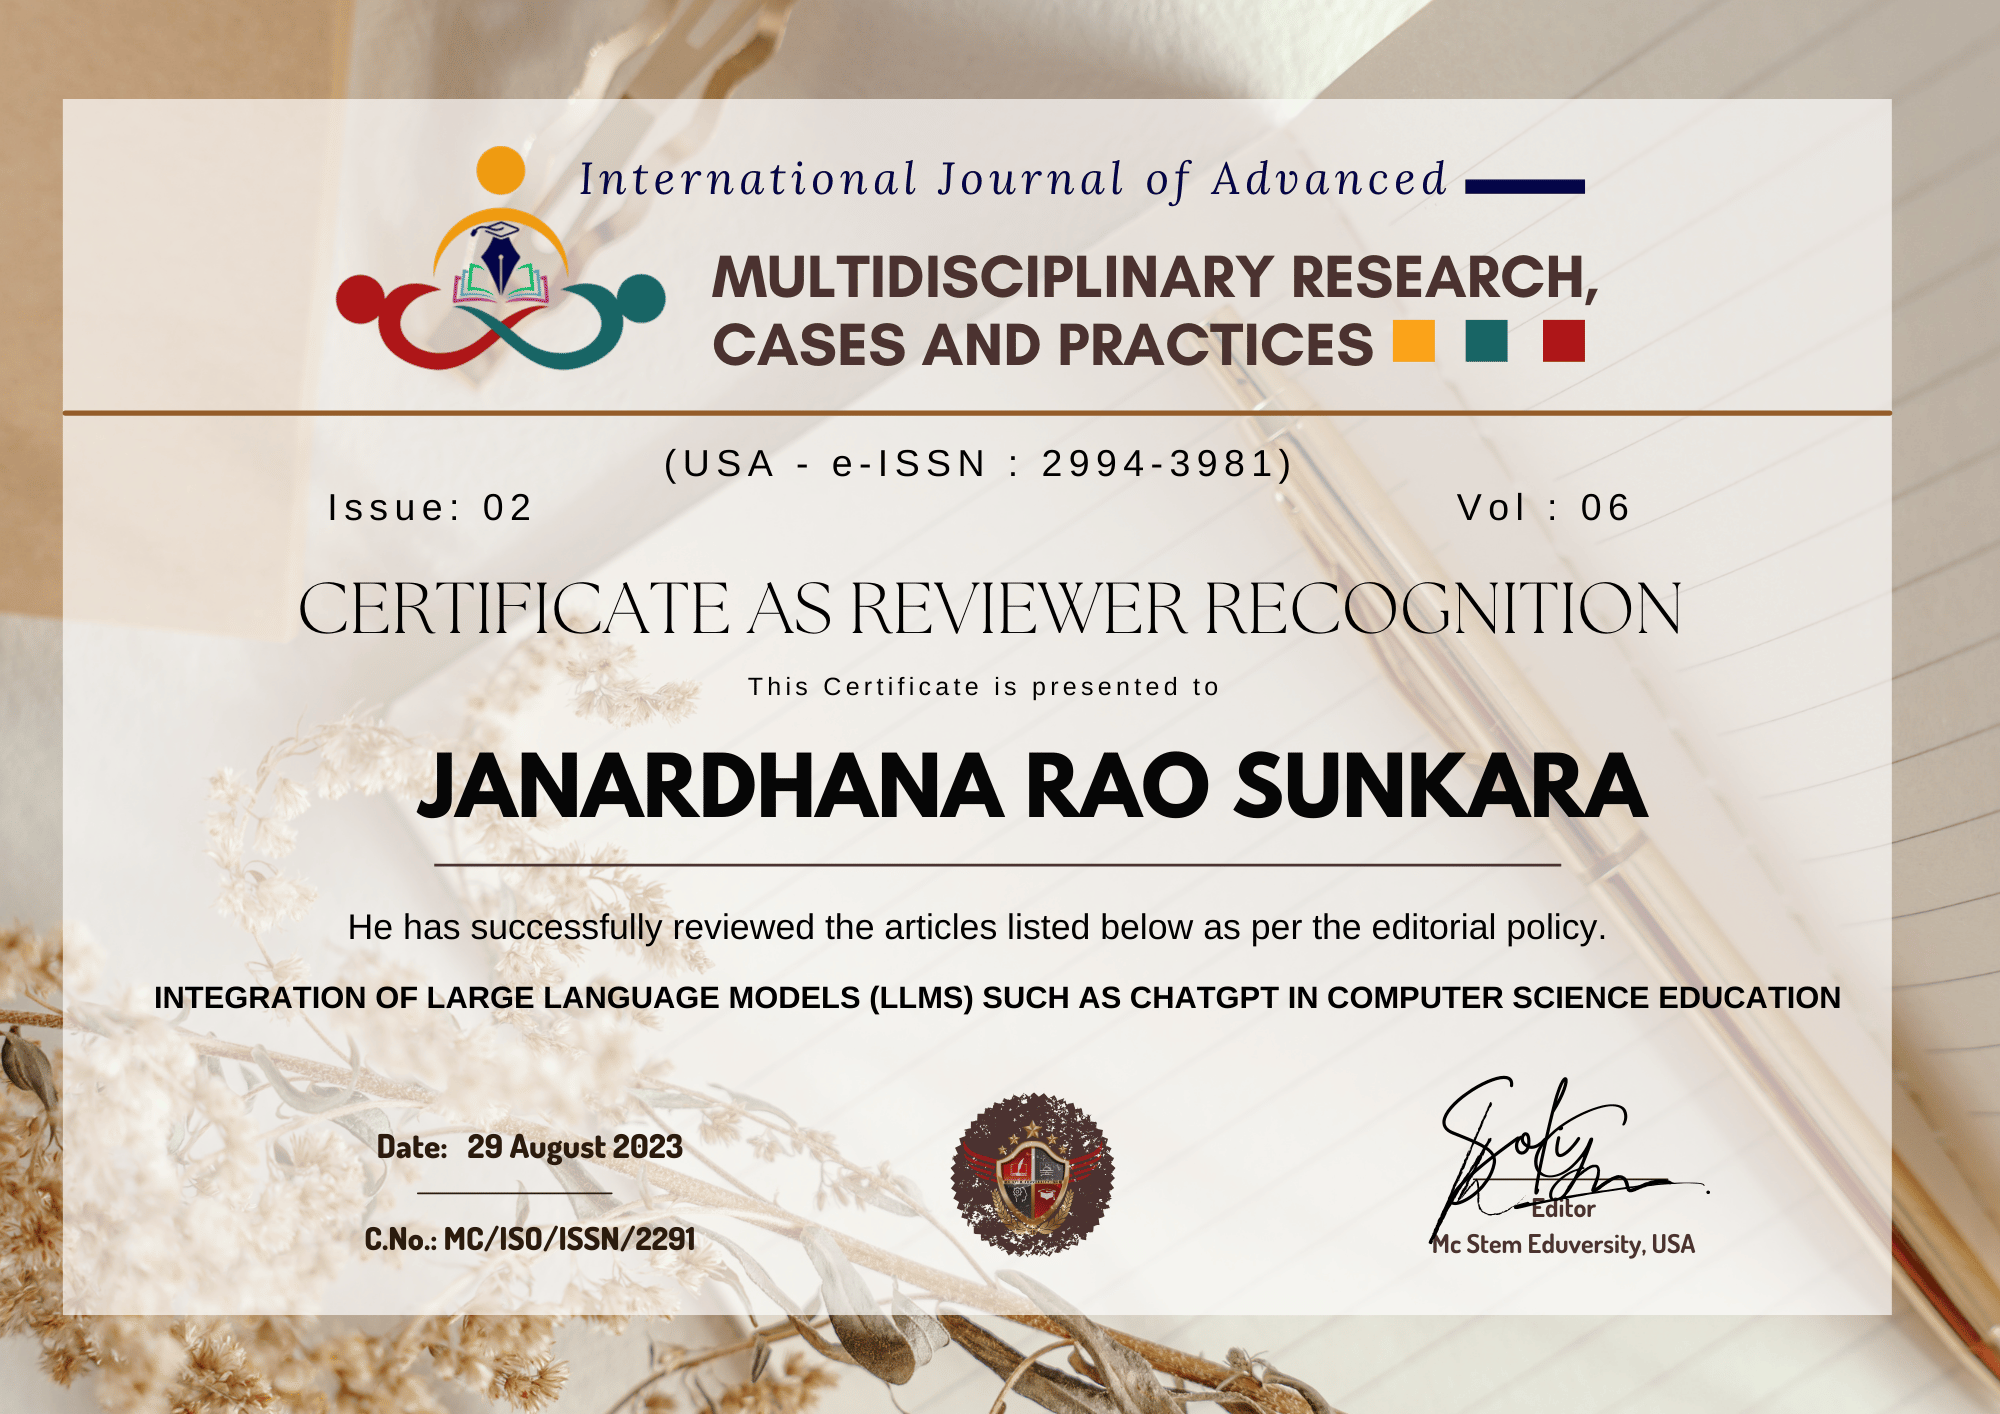 International Journal of Advanced
MULTIDISCIPLINARY RESEARCH,
CASES AND PRACTICES
(USA - e-ISSN : 2994-3981)
Issue: 02
Vol : 06
CERTIFICATE AS REVIEWER RECOGNITION
This Certificate is presented to
JANARDHANA RAO SUNKARA
He has successfully reviewed the articles listed below as per the editorial policy.
INTEGRATION OF LARGE LANGUAGE MODELS (LLMS) SUCH AS CHATGPT IN COMPUTER SCIENCE EDUCATION
Date: 29 August 2023
C.No.: MC/ISO/ISSN/2291
Editor
Mc Stem Eduversity, USA